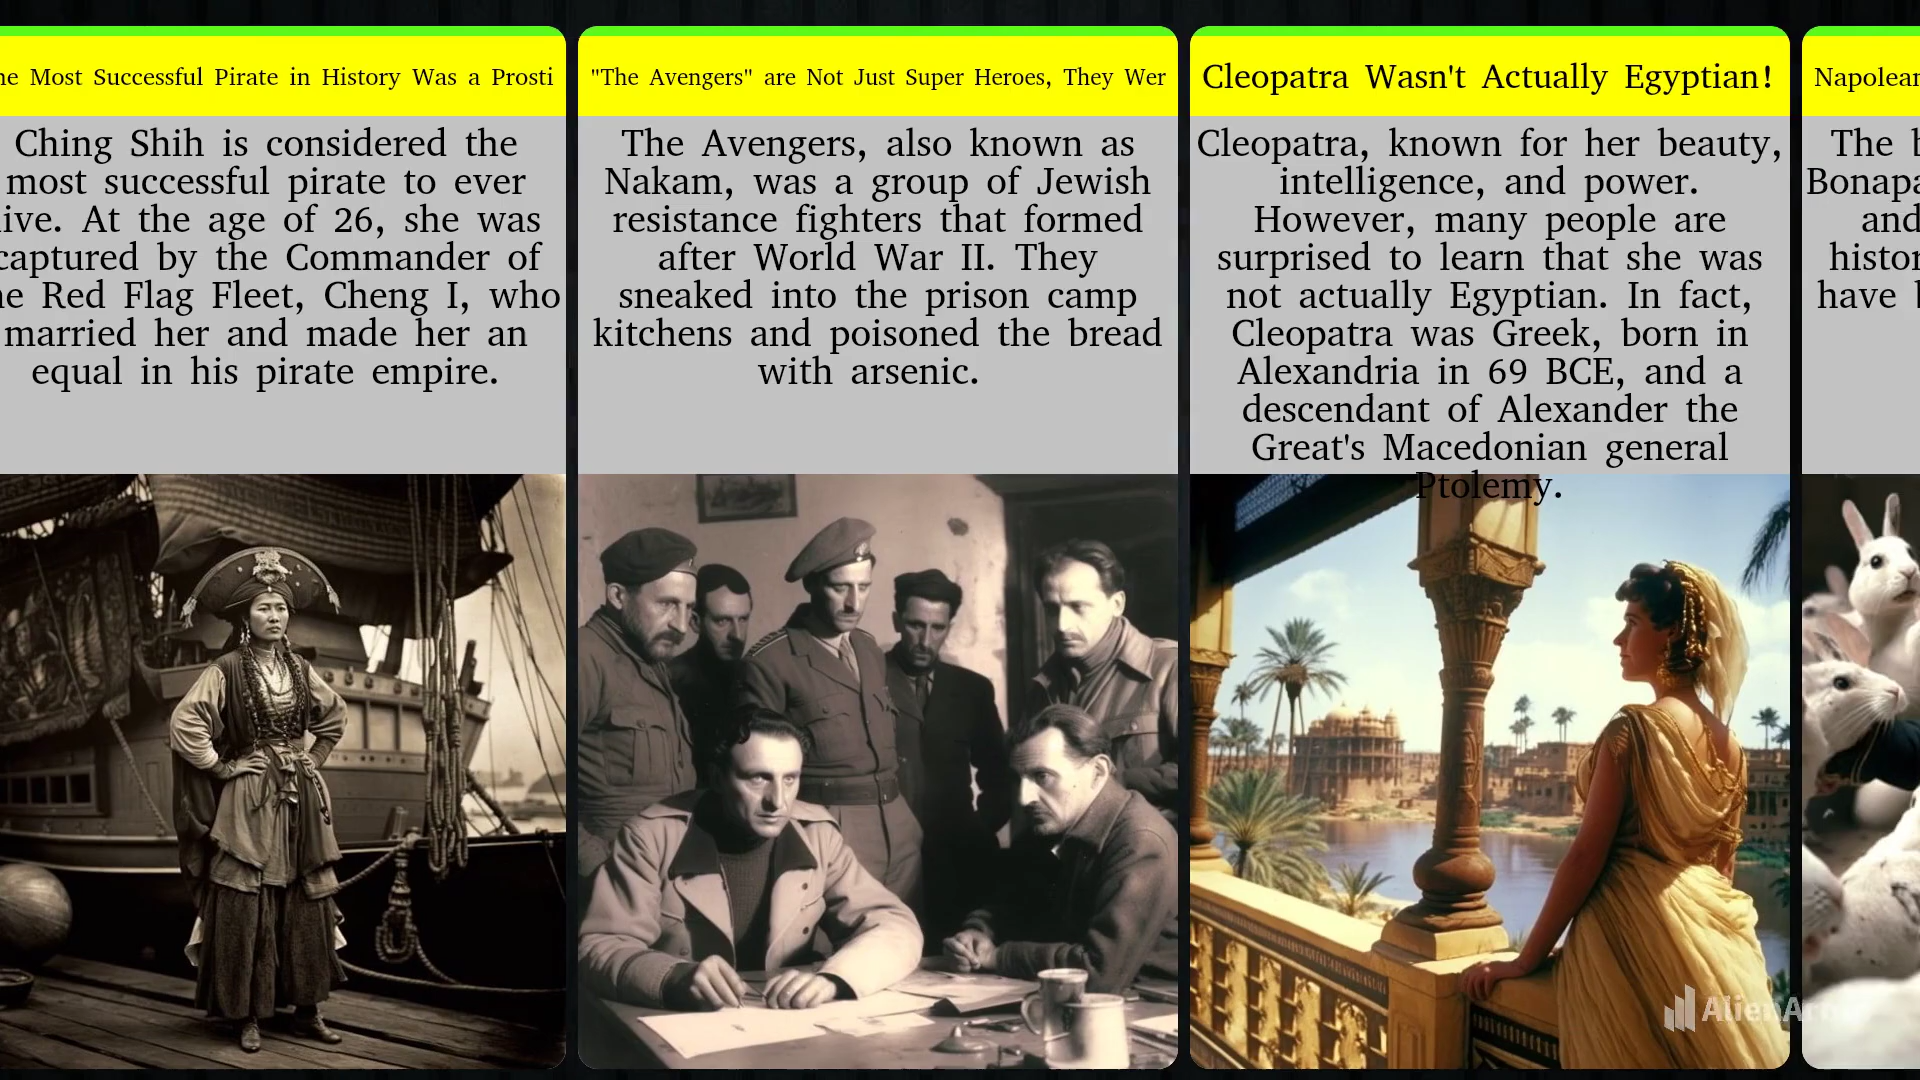 ne Most Successful Pirate in History Was a Prosti
Ching Shih is considered the
most successful pirate to ever
live. At the age of 26, she was
captured by the Commander of
he Red Flag Fleet, Cheng I, who
married her and made her an
equal in his pirate empire.
"The Avengers" are Not Just Super Heroes, They Wer
The Avengers, also known as
Nakam, was a group of Jewish
resistance fighters that formed
after World War II. They
sneaked into the prison camp
kitchens and poisoned the bread
with arsenic.
Cleopatra Wasn't Actually Egyptian!
Cleopatra, known for her beauty,
intelligence, and power.
However, many people are
surprised to learn that she was
not actually Egyptian. In fact,
Cleopatra was Greek, born in
Alexandria in 69 BCE, and a
descendant of Alexander the
Great's Macedonian general
Ptolemy.
Napolean
The b
Bonapa
and
histor
have b
AlienArm